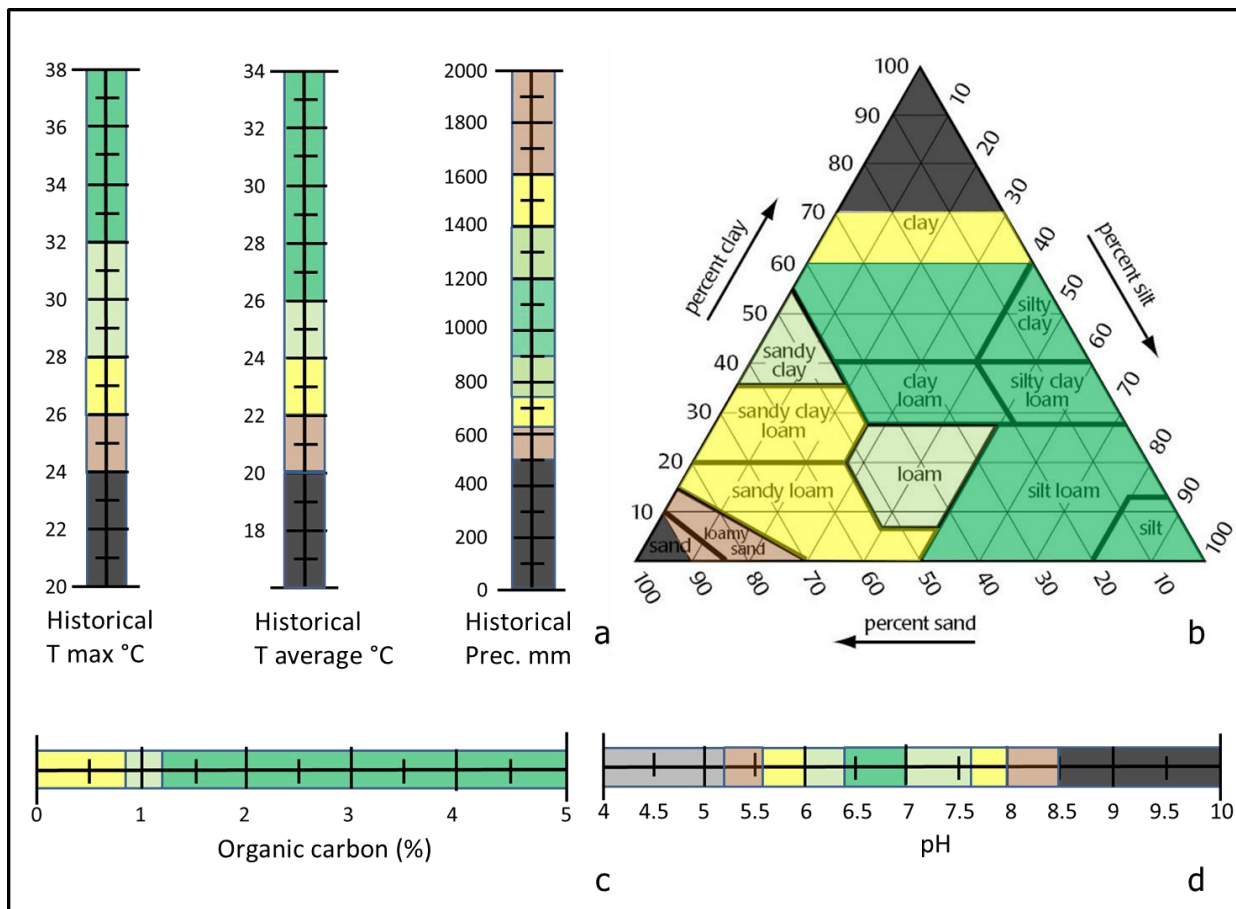 38
36
34
32
30
28
26
24
22
20
Historical
T max °C
34
32
30
28
26
24
22
20
18
Historical
T average °C
2000
1800
1600
1400
1200
1000
800
600
400
200
0
Historical
Prec. mm
a
100
90
80
70
60
50
40
30
20
10
percent clay
10
20
30
40
50
60
70
80
90
100
percent silt
clay
silty
clay
sandy
clay
clay
loam
silty clay
loam
sandy clay
loam
loam
sandy loam
silt loam
silt
loamy
sand
sand
100
90
80
70
60
50
40
30
20
10
percent sand
b
0
1
2
3
4
5
Organic carbon (%)
c
4
4.5
5
5.5
6
6.5
7
7.5
8
8.5
9
9.5
10
pH
d